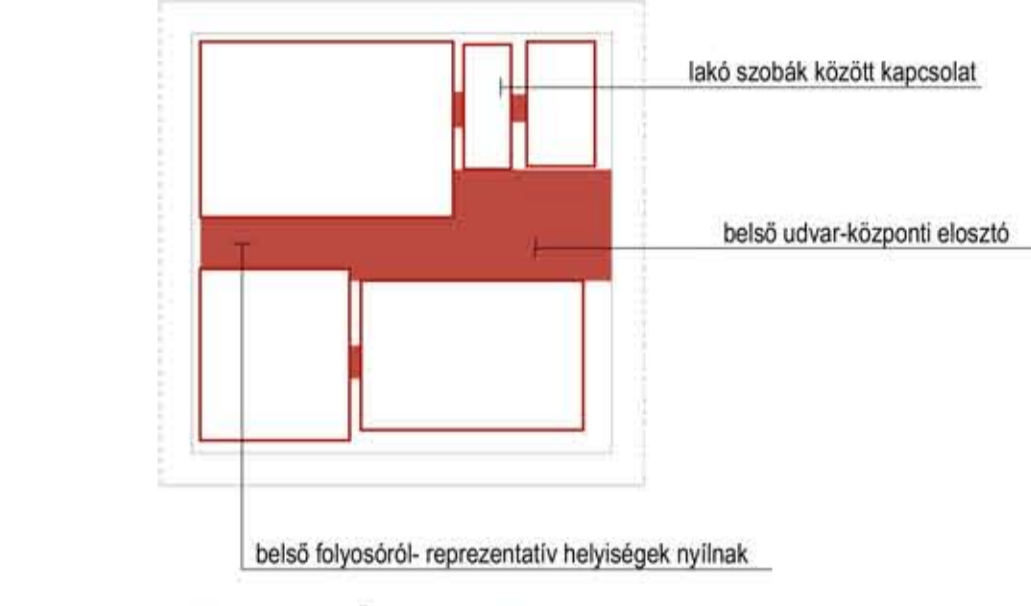 lakó szobák között kapcsolat
belső udvar-központi elosztó
belső folyosóról- reprezentatív helyiségek nyílnak